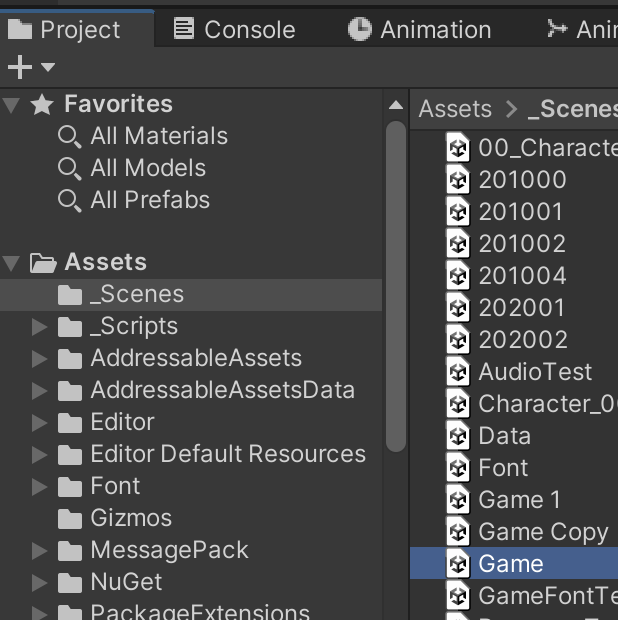 Project
Console
Animation
Favorites
All Materials
All Models
All Prefabs
Assets
_Scenes
_Scripts
AddressableAssets
AddressableAssetsData
Editor
Editor Default Resources
Font
Gizmos
MessagePack
NuGet
PackageExtensions
Assets > _Scenes
00_Characte
201000
201001
201002
201004
202001
202002
AudioTest
Character_0
Data
Font
Game 1
Game Copy
Game
GameFontTe